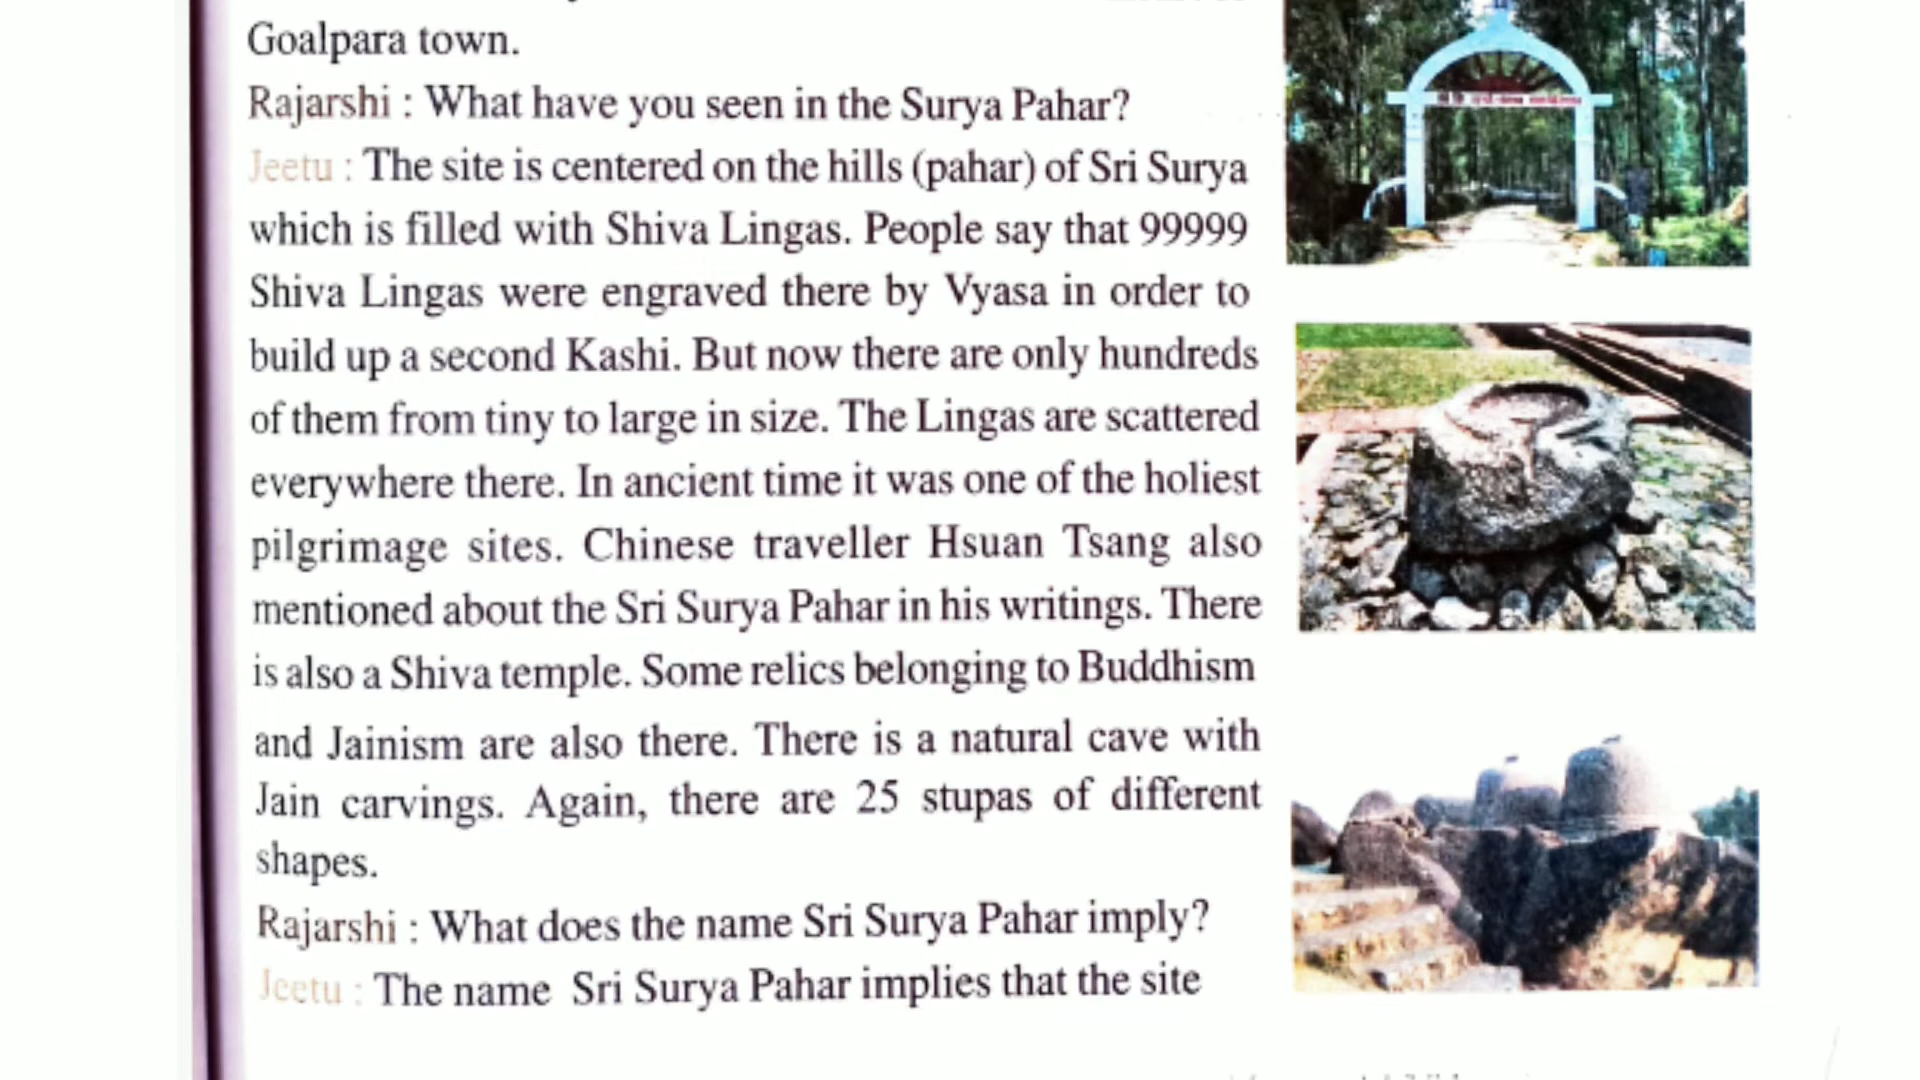 Goalpara town.
Rajarshi : What have you seen in the Surya Pahar?
Jeetu : The site is centered on the hills (pahar) of Sri Surya
which is filled with Shiva Lingas. People say that 99999
Shiva Lingas were engraved there by Vyasa in order to
build up a second Kashi. But now there are only hundreds
of them from tiny to large in size. The Lingas are scattered
everywhere there. In ancient time it was one of the holiest
pilgrimage sites. Chinese traveller Hsuan Tsang also
mentioned about the Sri Surya Pahar in his writings. There
is also a Shiva temple. Some relics belonging to Buddhism
and Jainism are also there. There is a natural cave with
Jain carvings. Again, there are 25 stupas of different
shapes.
Rajarshi : What does the name Sri Surya Pahar imply?
Jeetu : The name Sri Surya Pahar implies that the site